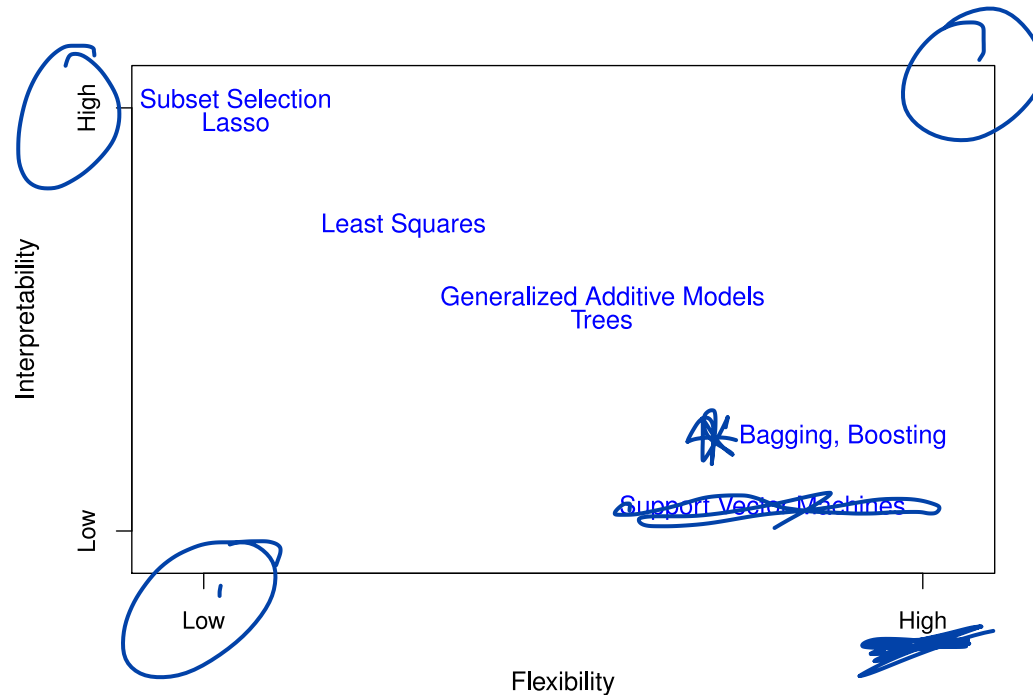 High
Subset Selection
Lasso
Least Squares
Interpretability
Generalized Additive Models
Trees
Bagging, Boosting
Support Vector Machines
Low
Low
High
Flexibility